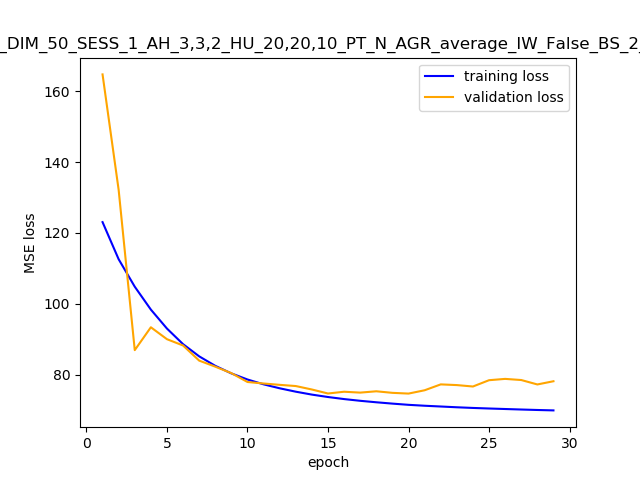 _DIM_50_SESS_1_AH_3,3,2_HU_20,20,10_PT_N_AGR_average_IW_False_BS_2_
training loss
validation loss
MSE loss
160
140
120
100
80
0 5 10 15 20 25 30
epoch